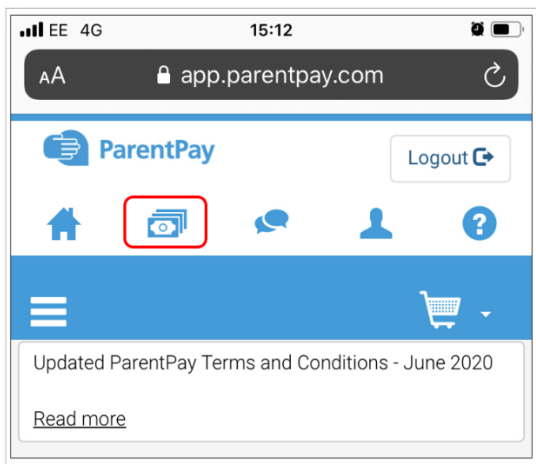 EE 4G 15:12
AA app.parentpay.com
ParentPay
Logout
?
Updated ParentPay Terms and Conditions - June 2020
Read more